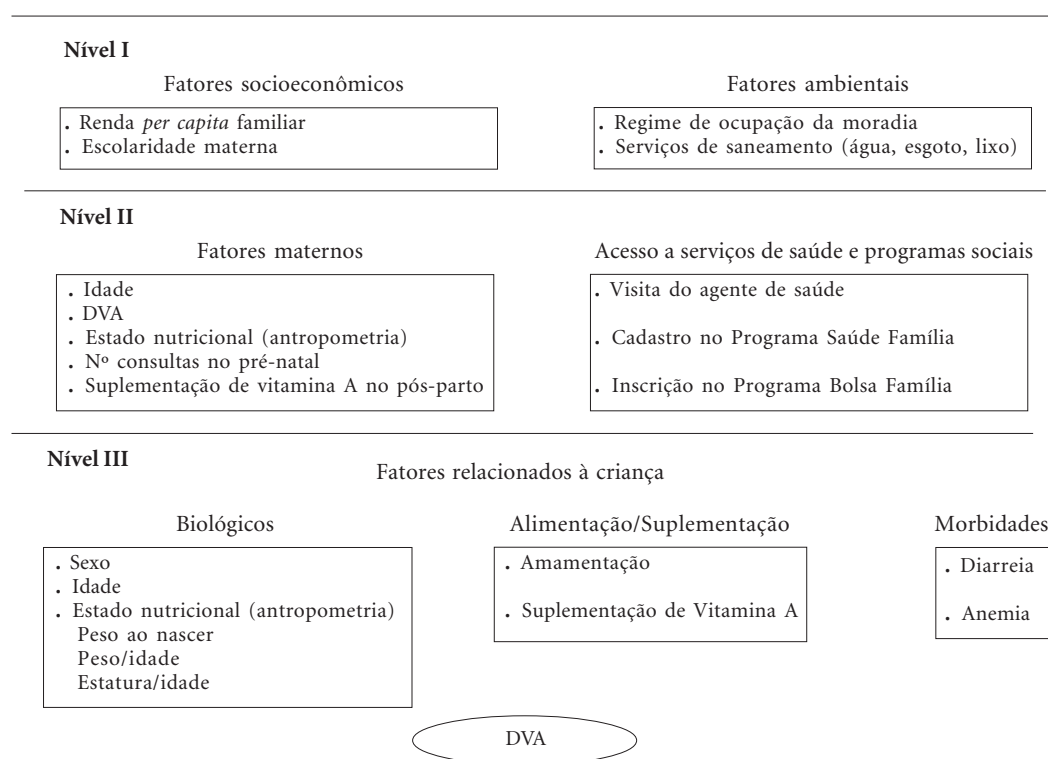 Nível I
Fatores socioeconômicos
. Renda per capita familiar
. Escolaridade materna
Fatores ambientais
. Regime de ocupação da moradia
. Serviços de saneamento (água, esgoto, lixo)
Nível II
Fatores maternos
. Idade
. DVA
. Estado nutricional (antropometria)
. Nº consultas no pré-natal
. Suplementação de vitamina A no pós-parto
Acesso a serviços de saúde e programas sociais
. Visita do agente de saúde
. Cadastro no Programa Saúde Família
. Inscrição no Programa Bolsa Família
Nível III
Fatores relacionados à criança
Biológicos
. Sexo
. Idade
. Estado nutricional (antropometria)
Peso ao nascer
Peso/idade
Estatura/idade
Alimentação/Suplementação
. Amamentação
. Suplementação de Vitamina A
Morbidades
. Diarreia
. Anemia
DVA